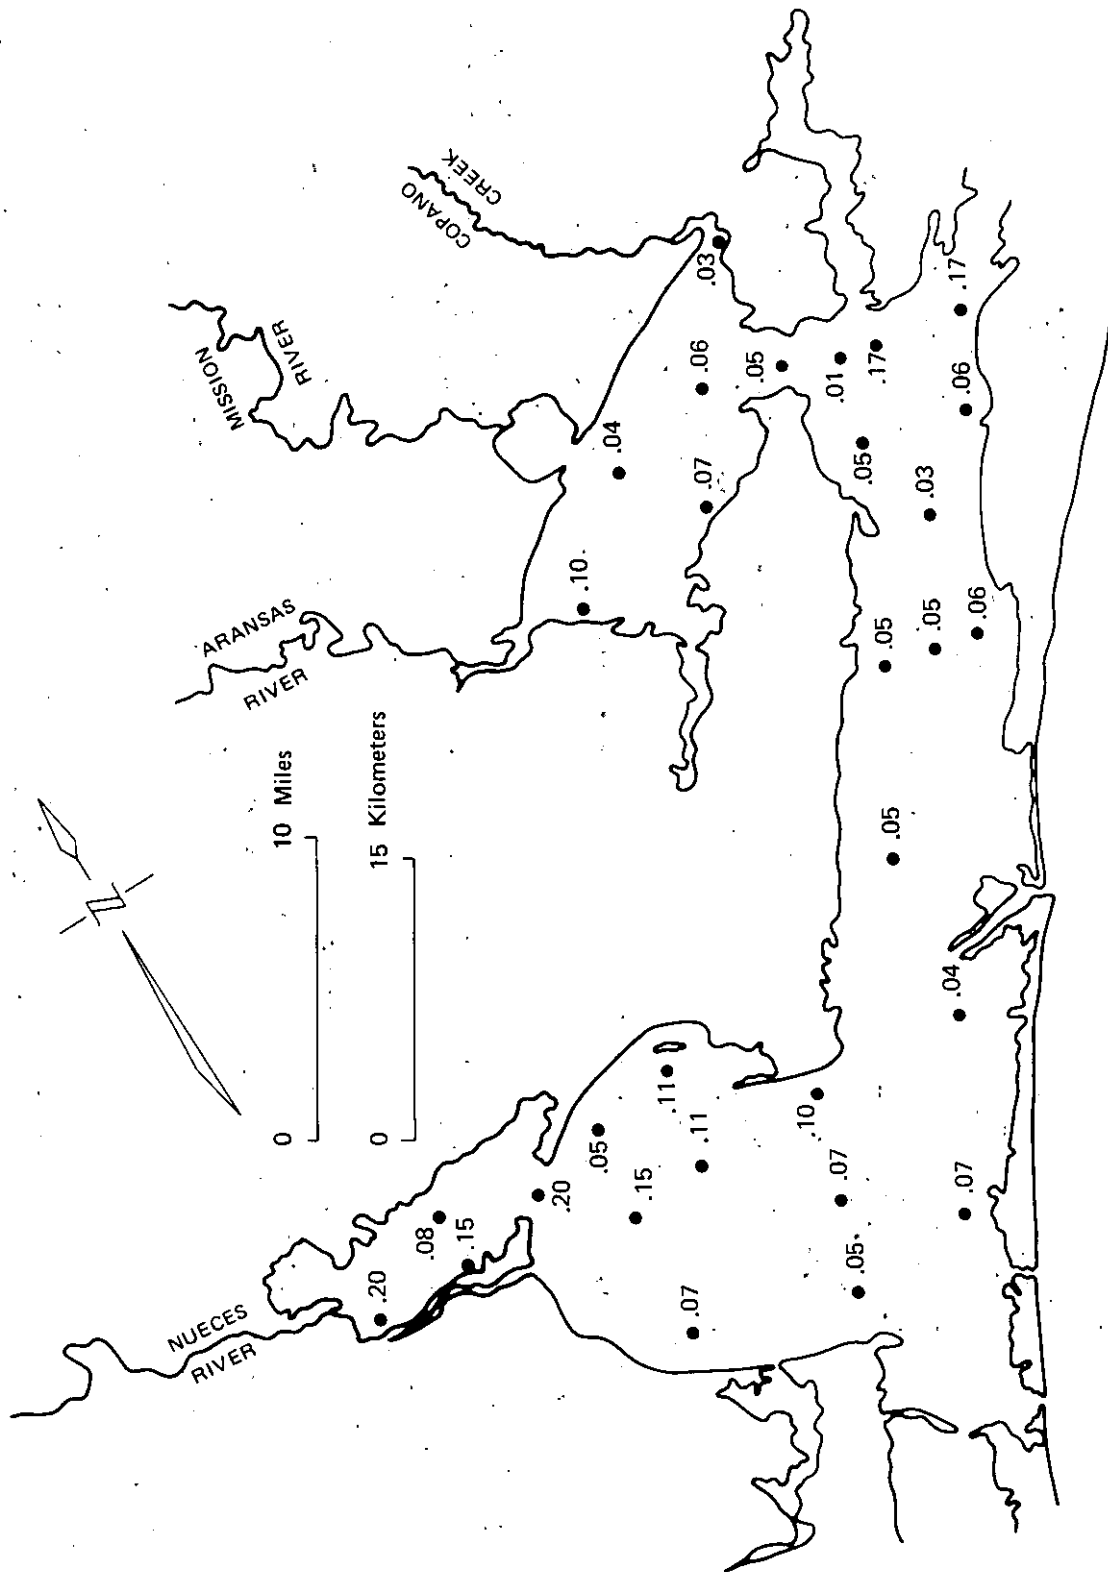 COPANO
CREEK
MISSION
RIVER
ARANSAS
RIVER
NUECES
RIVER
N
0 10 Miles
0 15 Kilometers
.03
.06
.04
.07
.10
.05
.01
.17
.17
.06
.05
.03
.05
.05
.06
.05
.04
.11
.11
.05
.10
.15
.20
.08
.15
.20
.07
.07
.05
.07